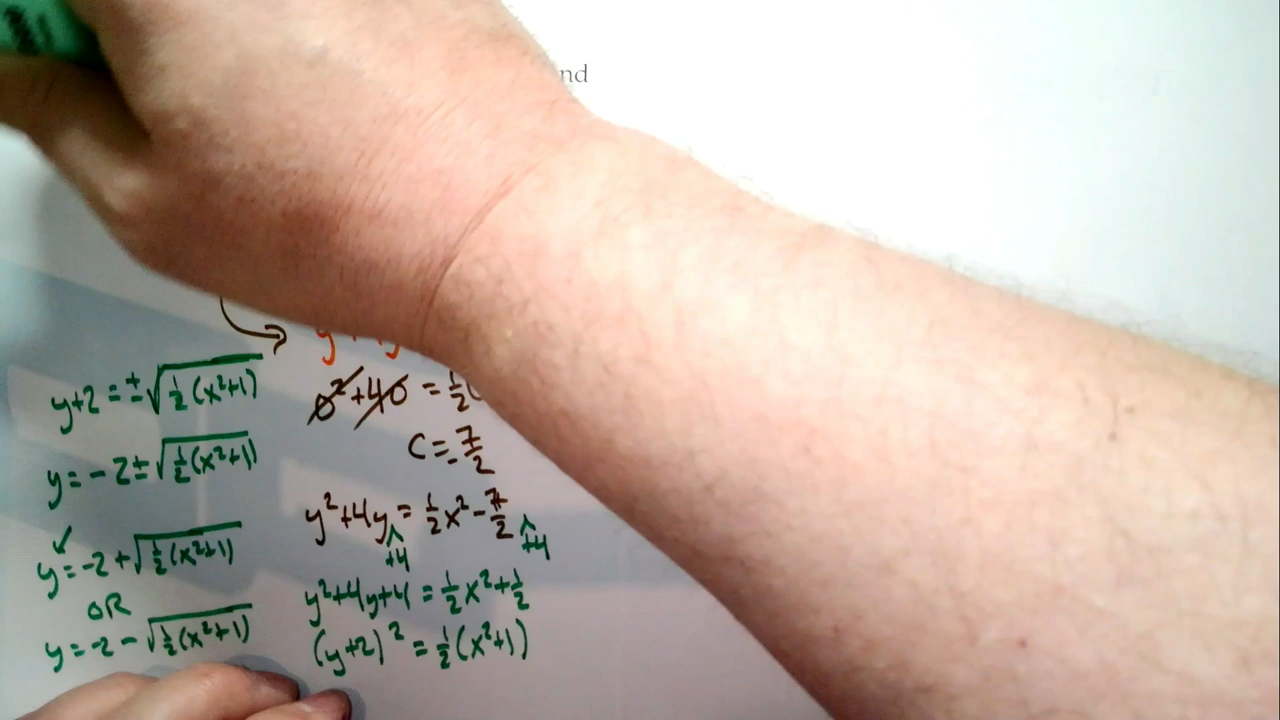 nd
0²+4·0 = ½(
C = -7/2
y²+4y = ½x² - 7/2
+4 +4
y²+4y+4 = ½x²+½
(y+2)² = ½(x²+1)
y+2 = ±√(½(x²+1))
y = -2 ± √(½(x²+1))
y = -2 + √(½(x²+1))
OR
y = -2 - √(½(x²+1))